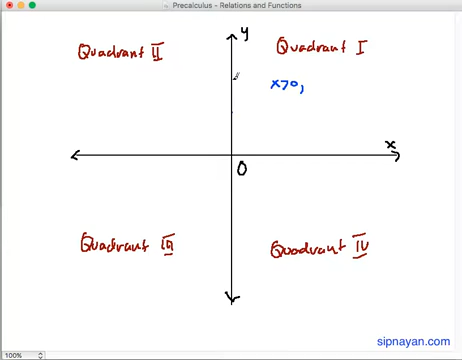 Precalculus - Relations and Functions
y
Quadrant II
Quadrant I
x>0,
x
0
Quadrant III
Quadrant IV
sipnayan.com
100%